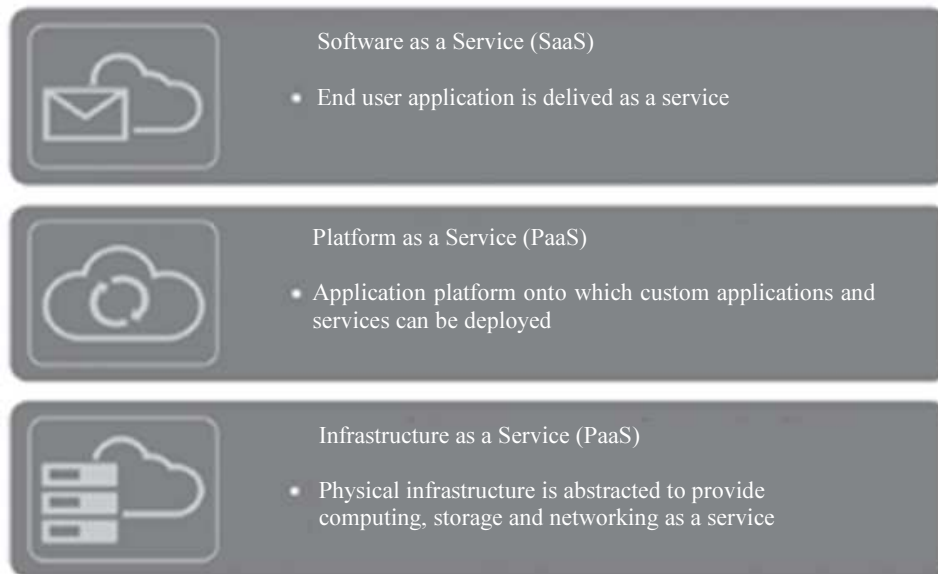 Software as a Service (SaaS)
• End user application is delived as a service
Platform as a Service (PaaS)
• Application platform onto which custom applications and
services can be deployed
Infrastructure as a Service (PaaS)
• Physical infrastructure is abstracted to provide
computing, storage and networking as a service